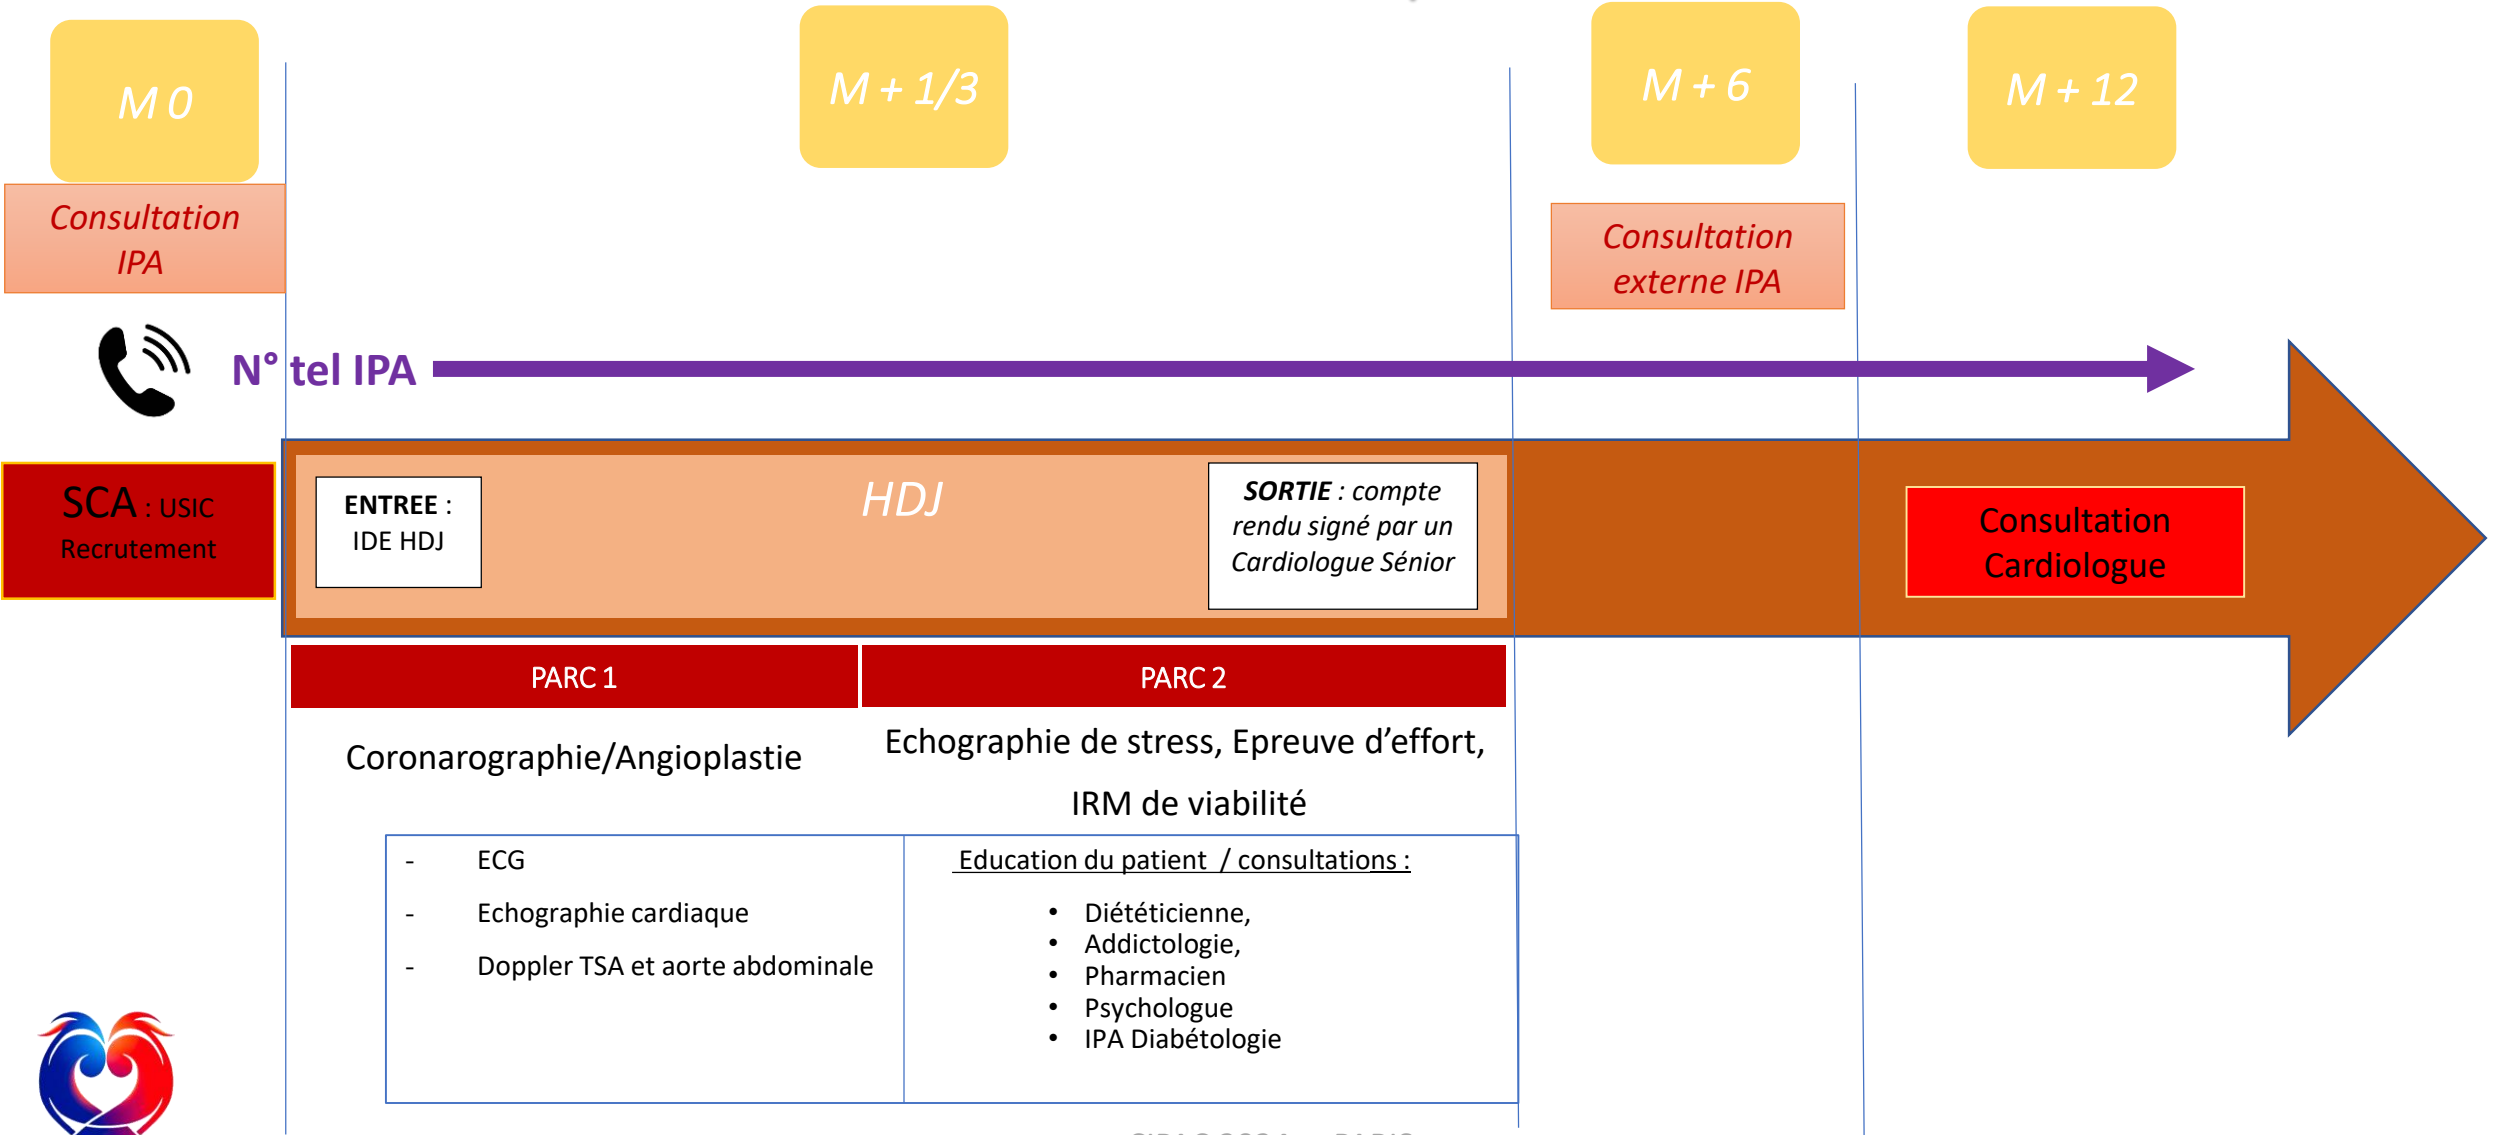 M 0
M + 1/3
M + 6
M + 12
Consultation
IPA
Consultation
externe IPA
N° tel IPA
SCA : USIC
Recrutement
ENTREE :
IDE HDJ
HDJ
SORTIE : compte
rendu signé par un
Cardiologue Sénior
Consultation
Cardiologue
PARC 1
PARC 2
Coronarographie/Angioplastie
Echographie de stress, Epreuve d’effort,
IRM de viabilité
- ECG
- Echographie cardiaque
- Doppler TSA et aorte abdominale
Education du patient / consultations :
• Diététicienne,
• Addictologie,
• Pharmacien
• Psychologue
• IPA Diabétologie